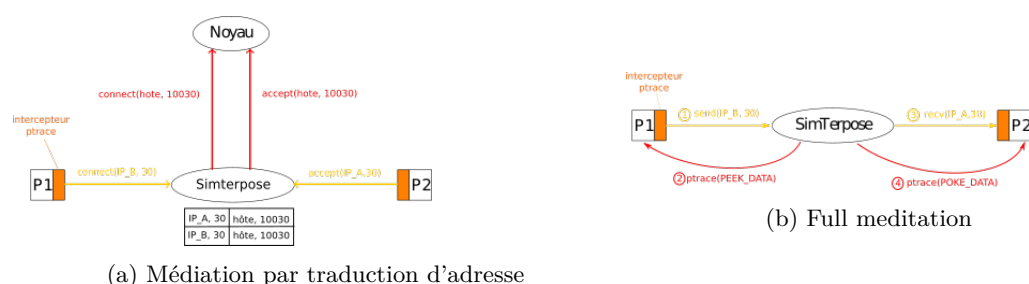 Noyau
connect(hote, 10030)
accept(hote, 10030)
intercepteur
ptrace
P1
connect(IP_B, 30)
Simterpose
accept(IP_A,30)
P2
IP_A, 30 hôte, 10030
IP_B, 30 hôte, 10030
(a) Médiation par traduction d'adresse
intercepteur
ptrace
P1
1 send(IP_B, 30)
SimTerpose
3 recv(IP_A,30)
P2
2 ptrace(PEEK_DATA)
4 ptrace(POKE_DATA)
(b) Full meditation